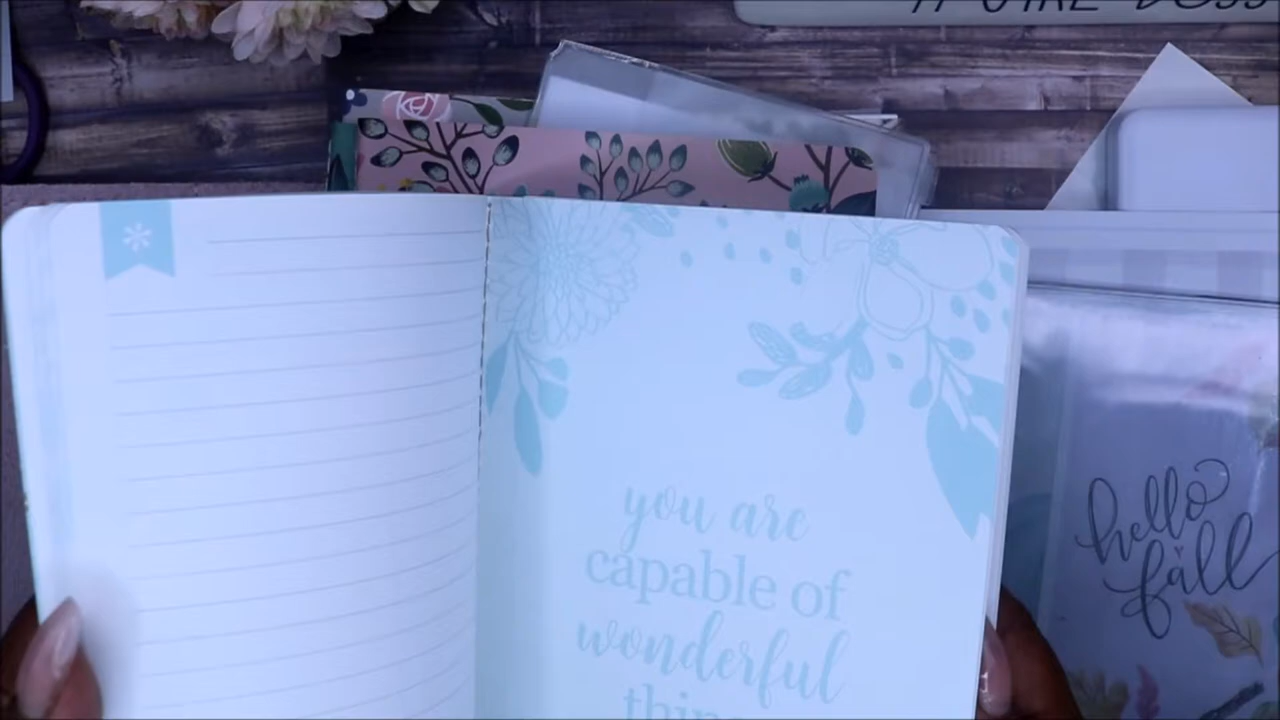 you are
capable of
wonderful
hello
fall